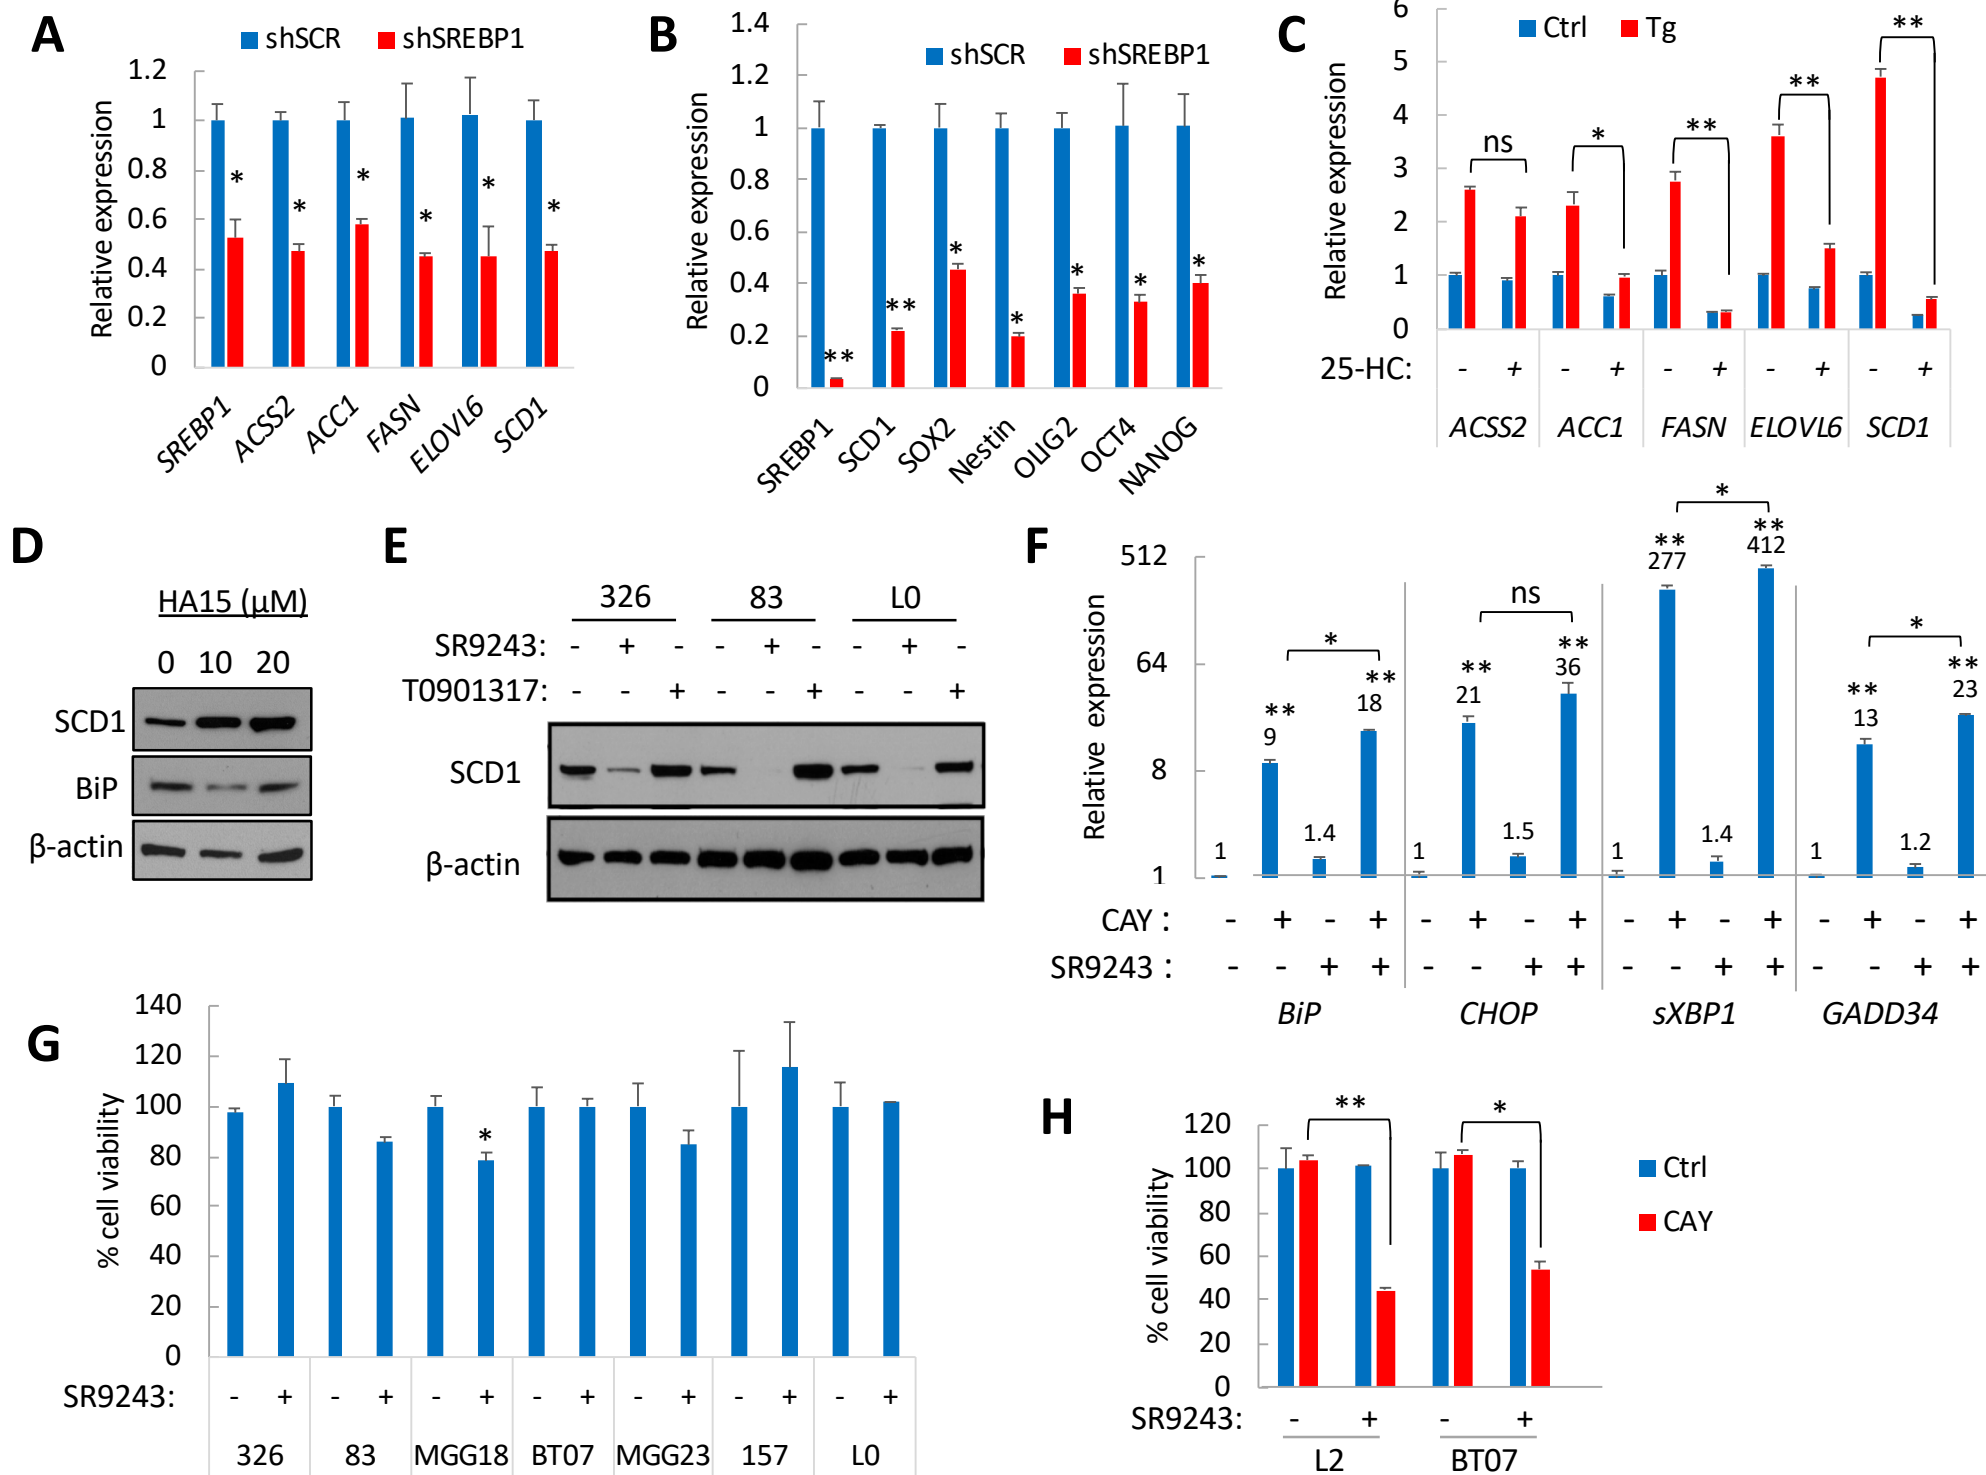 A
shSCR shSREBP1
Relative expression
1.2
1
0.8
0.6
0.4
0.2
0
* * * * * *
SREBP1 ACSS2 ACC1 FASN ELOVL6 SCD1
B
shSCR shSREBP1
Relative expression
1.4
1.2
1
0.8
0.6
0.4
0.2
0
** ** * * * * *
SREBP1 SCD1 SOX2 Nestin OLIG2 OCT4 NANOG
C
Ctrl Tg
Relative expression
6
5
4
3
2
1
0
ns * ** ** **
25-HC: - + - + - + - + - +
ACSS2 ACC1 FASN ELOVL6 SCD1
D
HA15 (μM)
0 10 20
SCD1
BiP
β-actin
E
326 83 L0
SR9243: - + - - + - - + -
T0901317: - - + - - + - - +
SCD1
β-actin
F
Relative expression
512
64
8
1
* ns * *
** ** ** ** ** ** ** **
1 9 1.4 18 1 21 1.5 36 1 277 1.4 412 1 13 1.2 23
CAY : - + - + - + - + - + - + - + - +
SR9243 : - - + + - - + + - - + + - - + +
BiP CHOP sXBP1 GADD34
G
% cell viability
140
120
100
80
60
40
20
0
*
SR9243: - + - + - + - + - + - + - +
326 83 MGG18 BT07 MGG23 157 L0
H
% cell viability
120
100
80
60
40
20
0
** *
Ctrl
CAY
SR9243: - + - +
L2 BT07